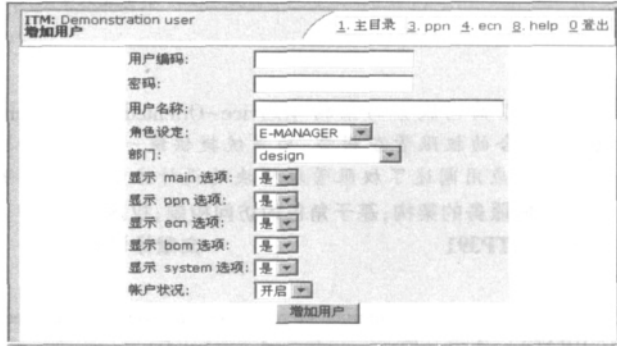 ITM: Demonstration user
增加用户
1. 主目录 3. ppn 4. ecn 8. help 0 置出
用户编码:
密码:
用户名称:
角色设定: E-MANAGER
部门: design
显示 main 选项: 是
显示 ppn 选项: 是
显示 ecn 选项: 是
显示 bom 选项: 是
显示 system 选项: 是
帐户状况: 开启
增加用户